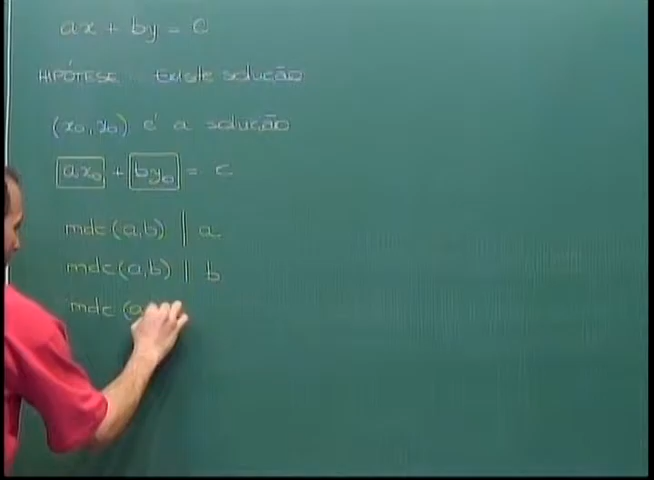 ax + by = c
HIPÓTESE - existe solução
(x₀, y₀) é a solução
ax₀ + by₀ = c
mdc(a,b) | a
mdc(a,b) | b
mdc (a